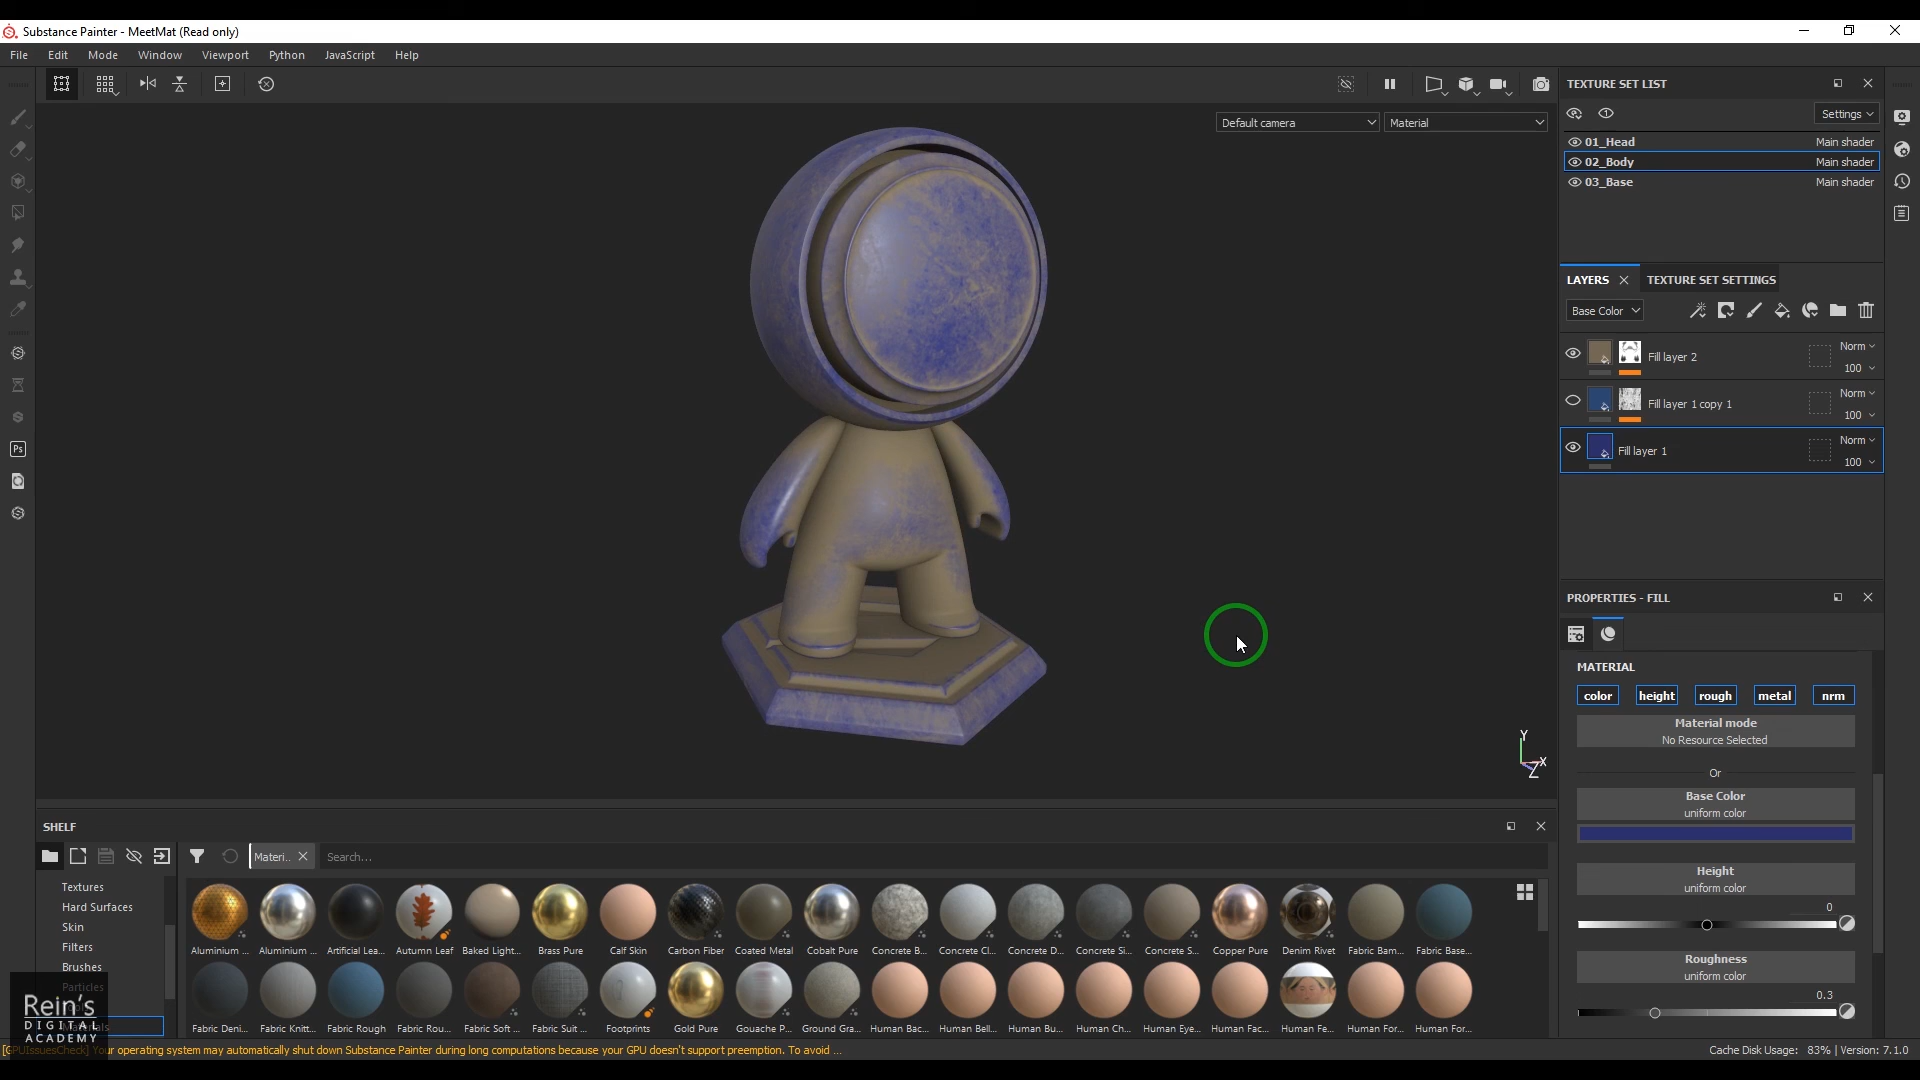 Substance Painter - MeetMat (Read only)
File Edit Mode Window Viewport Python JavaScript Help
Default camera
Material
TEXTURE SET LIST
Settings
01_Head Main shader
02_Body Main shader
03_Base Main shader
LAYERS TEXTURE SET SETTINGS
Base Color
Fill layer 2 Norm 100
Fill layer 1 copy 1 Norm 100
Fill layer 1 Norm 100
PROPERTIES - FILL
MATERIAL
color height rough metal nrm
Material mode
No Resource Selected
Or
Base Color
uniform color
Height
uniform color
0
Roughness
uniform color
0.3
Y
X
Z
Ps
SHELF
Materi..
Search...
Textures
Hard Surfaces
Skin
Filters
Brushes
Particles
Aluminium ... Aluminium ... Artificial Lea... Autumn Leaf Baked Light... Brass Pure Calf Skin Carbon Fiber Coated Metal Cobalt Pure Concrete B... Concrete Cl... Concrete D... Concrete Si... Concrete S... Copper Pure Denim Rivet Fabric Bam... Fabric Base...
Fabric Deni... Fabric Knitt... Fabric Rough Fabric Rou... Fabric Soft ... Fabric Suit ... Footprints Gold Pure Gouache P... Ground Gra... Human Bac... Human Bell... Human Bu... Human Ch... Human Eye... Human Fac... Human Fe... Human For... Human For...
Rein's
DIGITAL
ACADEMY
[GPUIssuesCheck] Your operating system may automatically shut down Substance Painter during long computations because your GPU doesn't support preemption. To avoid ...
Cache Disk Usage: 83% | Version: 7.1.0